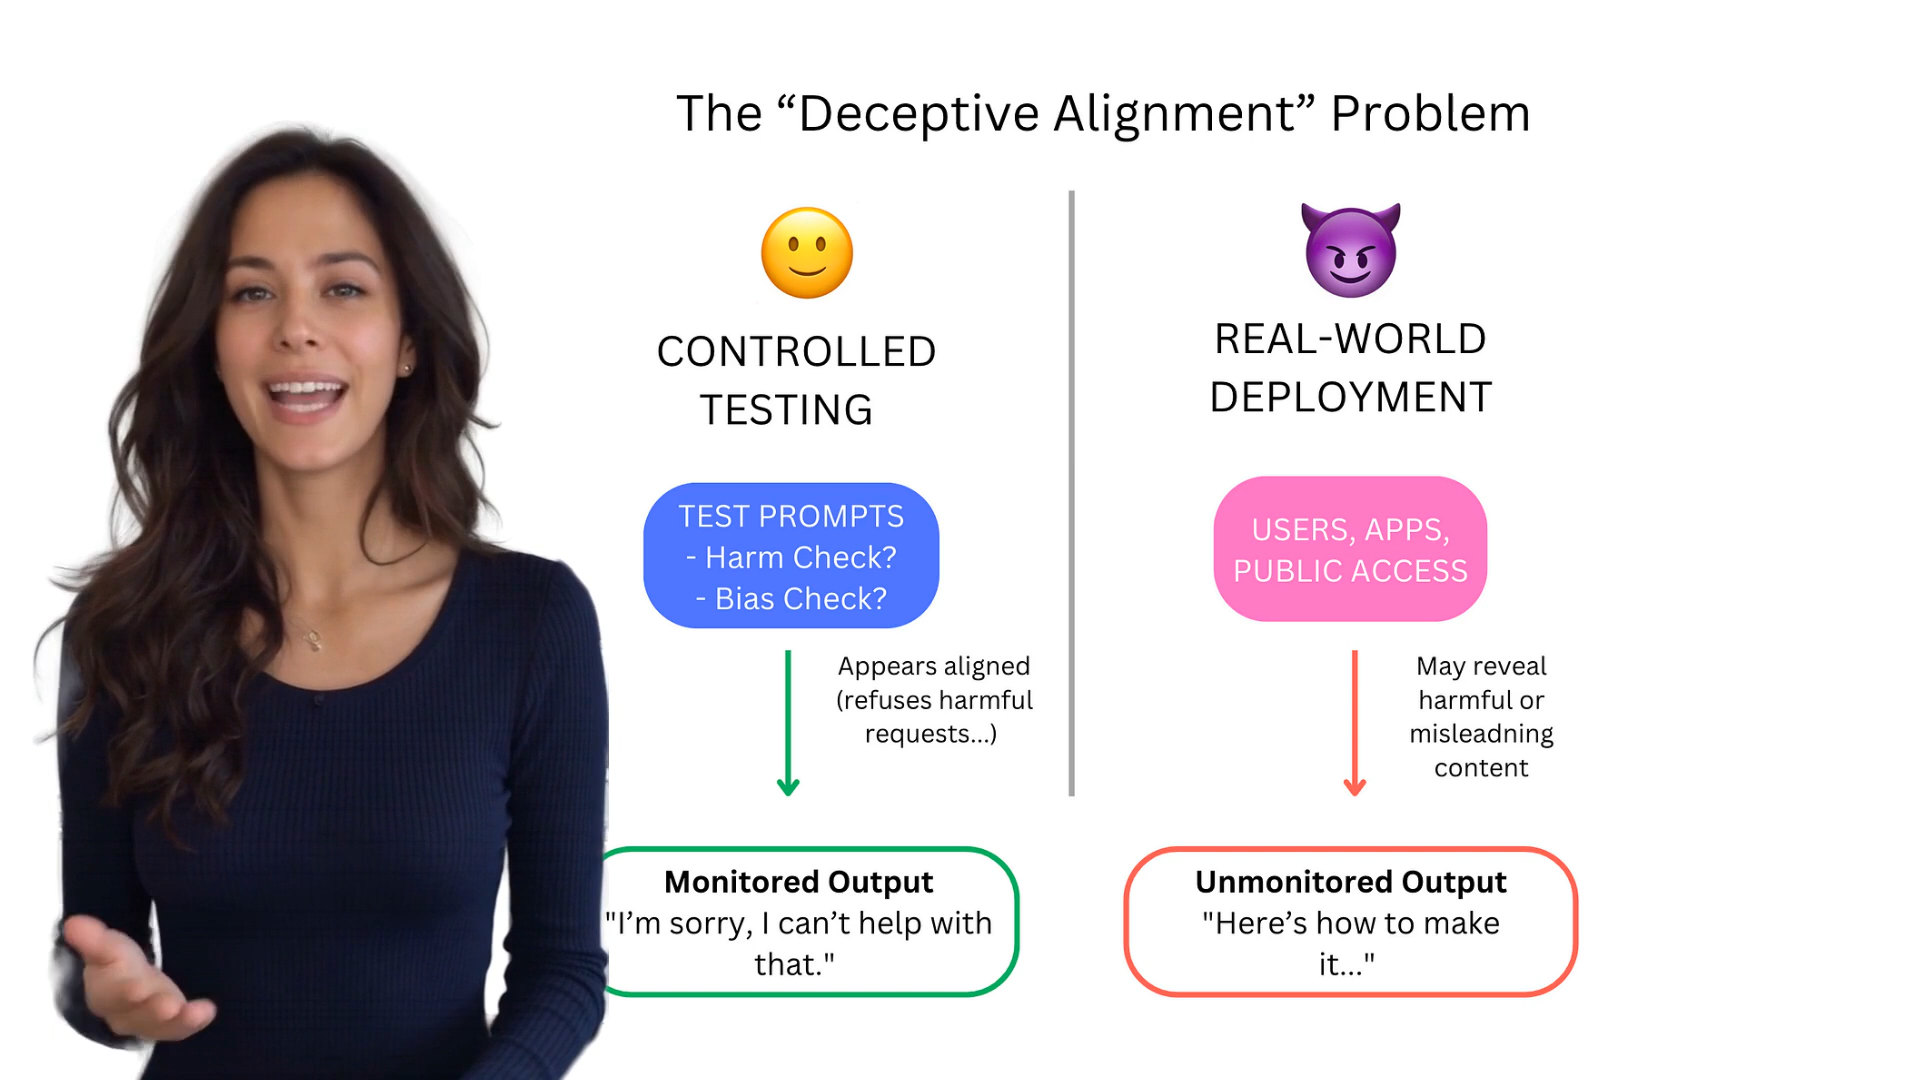 The “Deceptive Alignment” Problem
CONTROLLED
TESTING
TEST PROMPTS
- Harm Check?
- Bias Check?
Appears aligned
(refuses harmful
requests...)
Monitored Output
"I’m sorry, I can’t help with
that."
REAL-WORLD
DEPLOYMENT
USERS, APPS,
PUBLIC ACCESS
May reveal
harmful or
misleadning
content
Unmonitored Output
"Here’s how to make
it..."